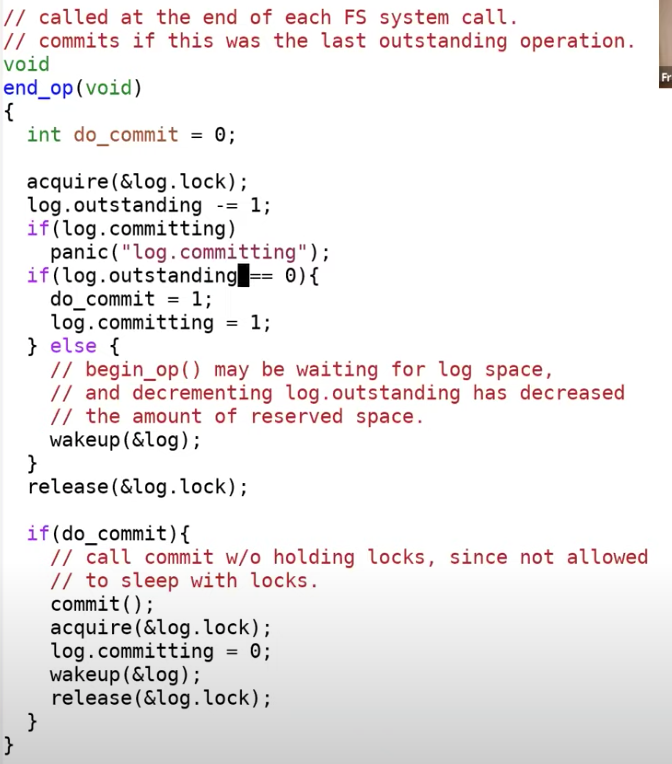 // called at the end of each FS system call.
// commits if this was the last outstanding operation.
void
end_op(void)
{
  int do_commit = 0;

  acquire(&log.lock);
  log.outstanding -= 1;
  if(log.committing)
    panic("log.committing");
  if(log.outstanding == 0){
    do_commit = 1;
    log.committing = 1;
  } else {
    // begin_op() may be waiting for log space,
    // and decrementing log.outstanding has decreased
    // the amount of reserved space.
    wakeup(&log);
  }
  release(&log.lock);

  if(do_commit){
    // call commit w/o holding locks, since not allowed
    // to sleep with locks.
    commit();
    acquire(&log.lock);
    log.committing = 0;
    wakeup(&log);
    release(&log.lock);
  }
}
Fr